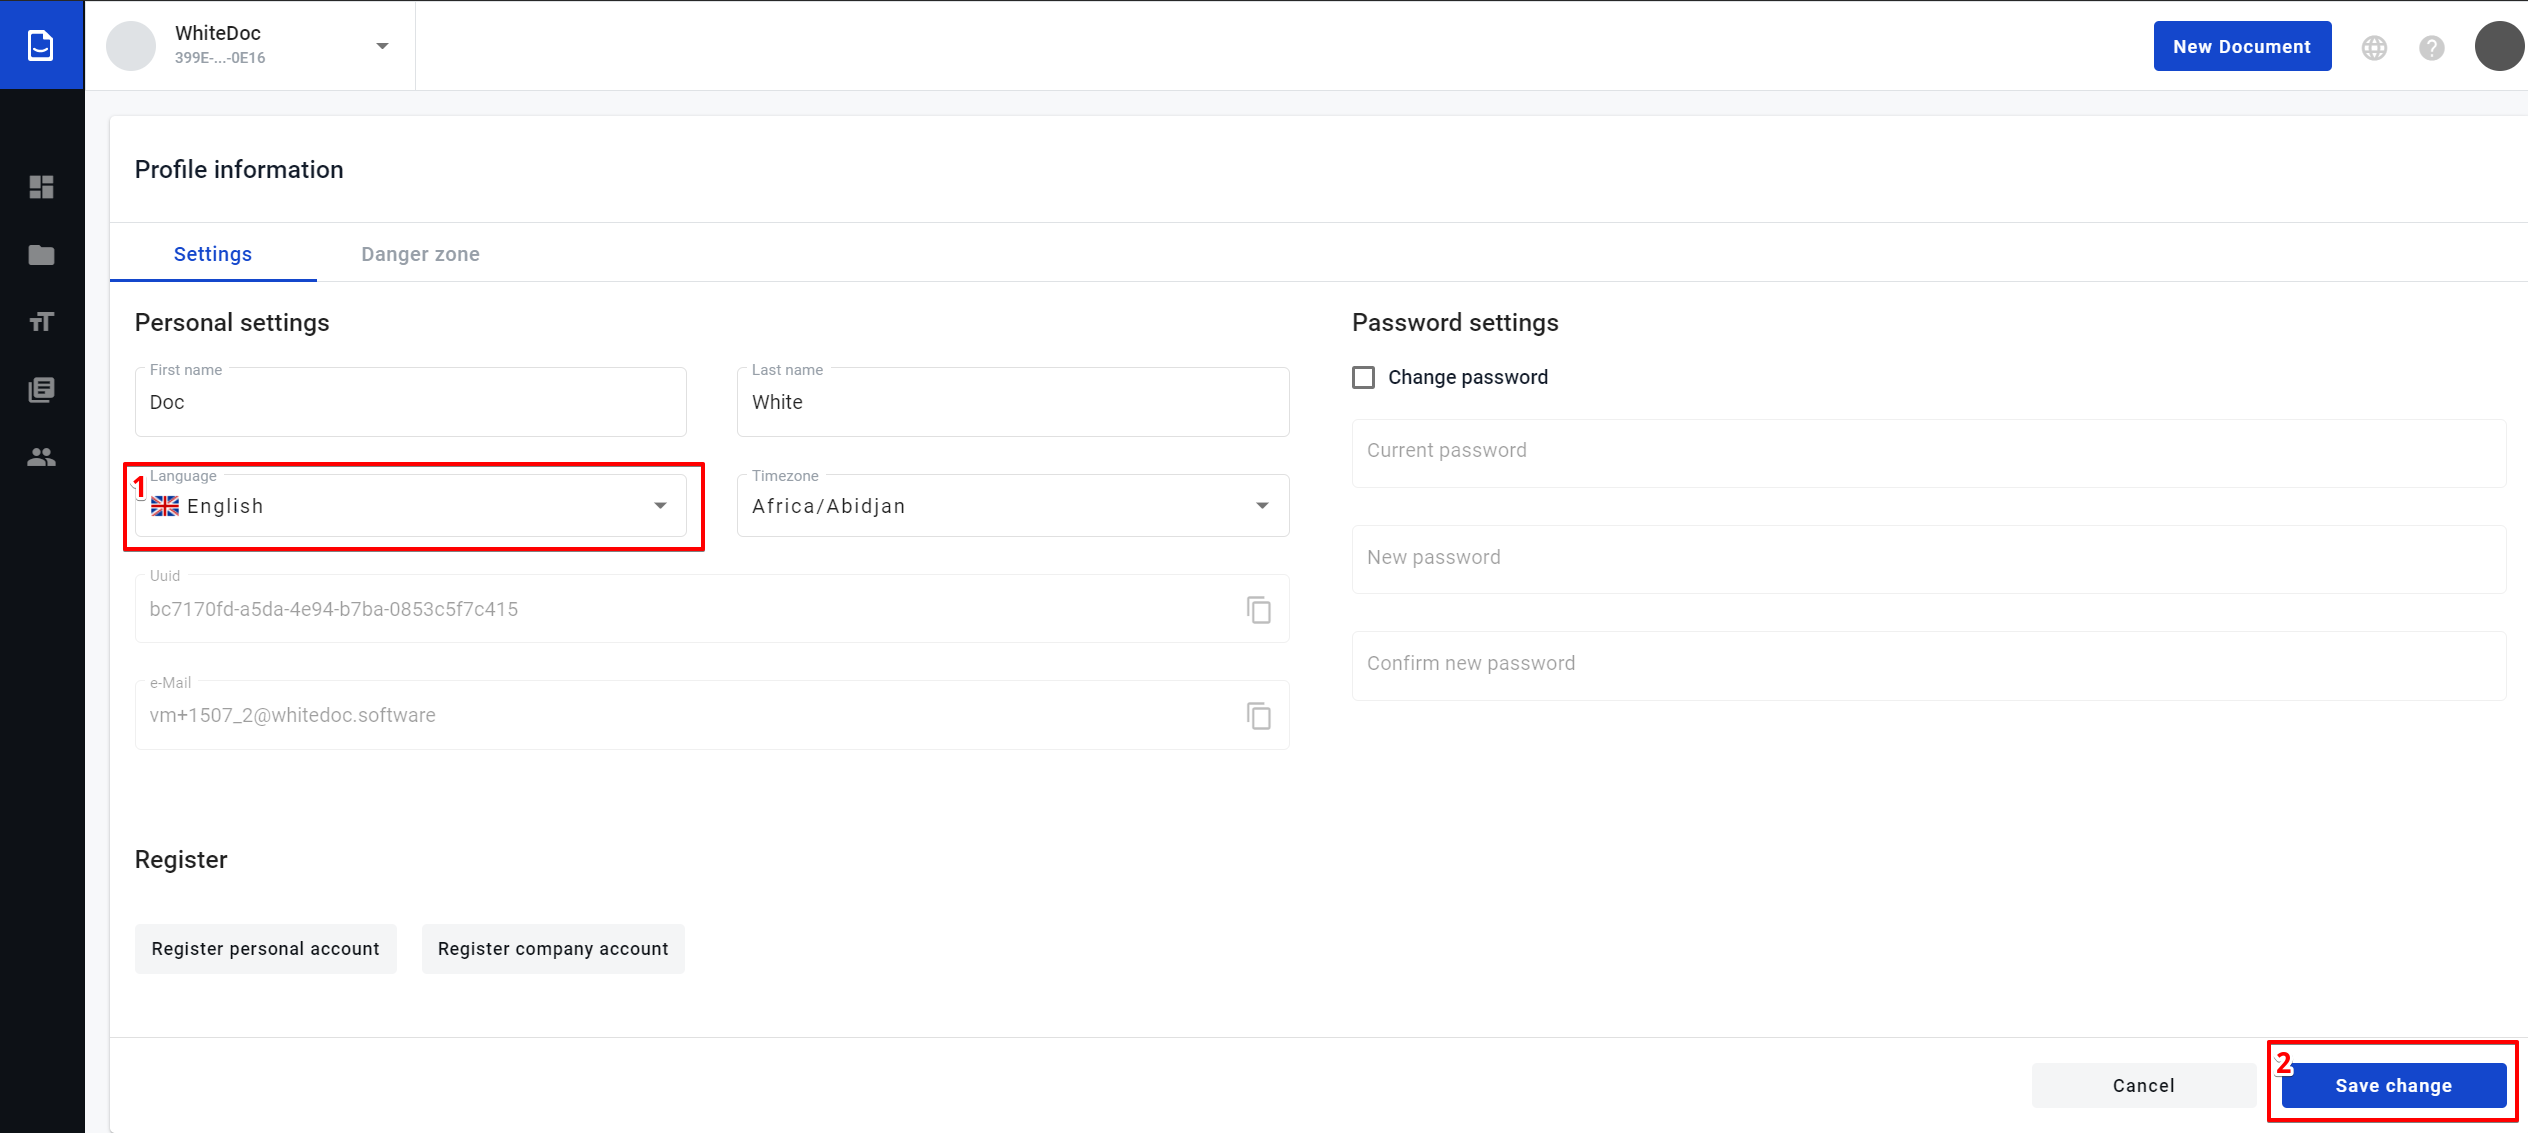 WhiteDoc
399E-...-0E16
New Document
Profile information
Settings
Danger zone
Personal settings
Password settings
First name
Doc
Last name
White
Change password
Current password
1
Language
English
Timezone
Africa/Abidjan
New password
Uuid
bc7170fd-a5da-4e94-b7ba-0853c5f7c415
Confirm new password
e-Mail
vm+1507_2@whitedoc.software
Register
Register personal account
Register company account
Cancel
2
Save change